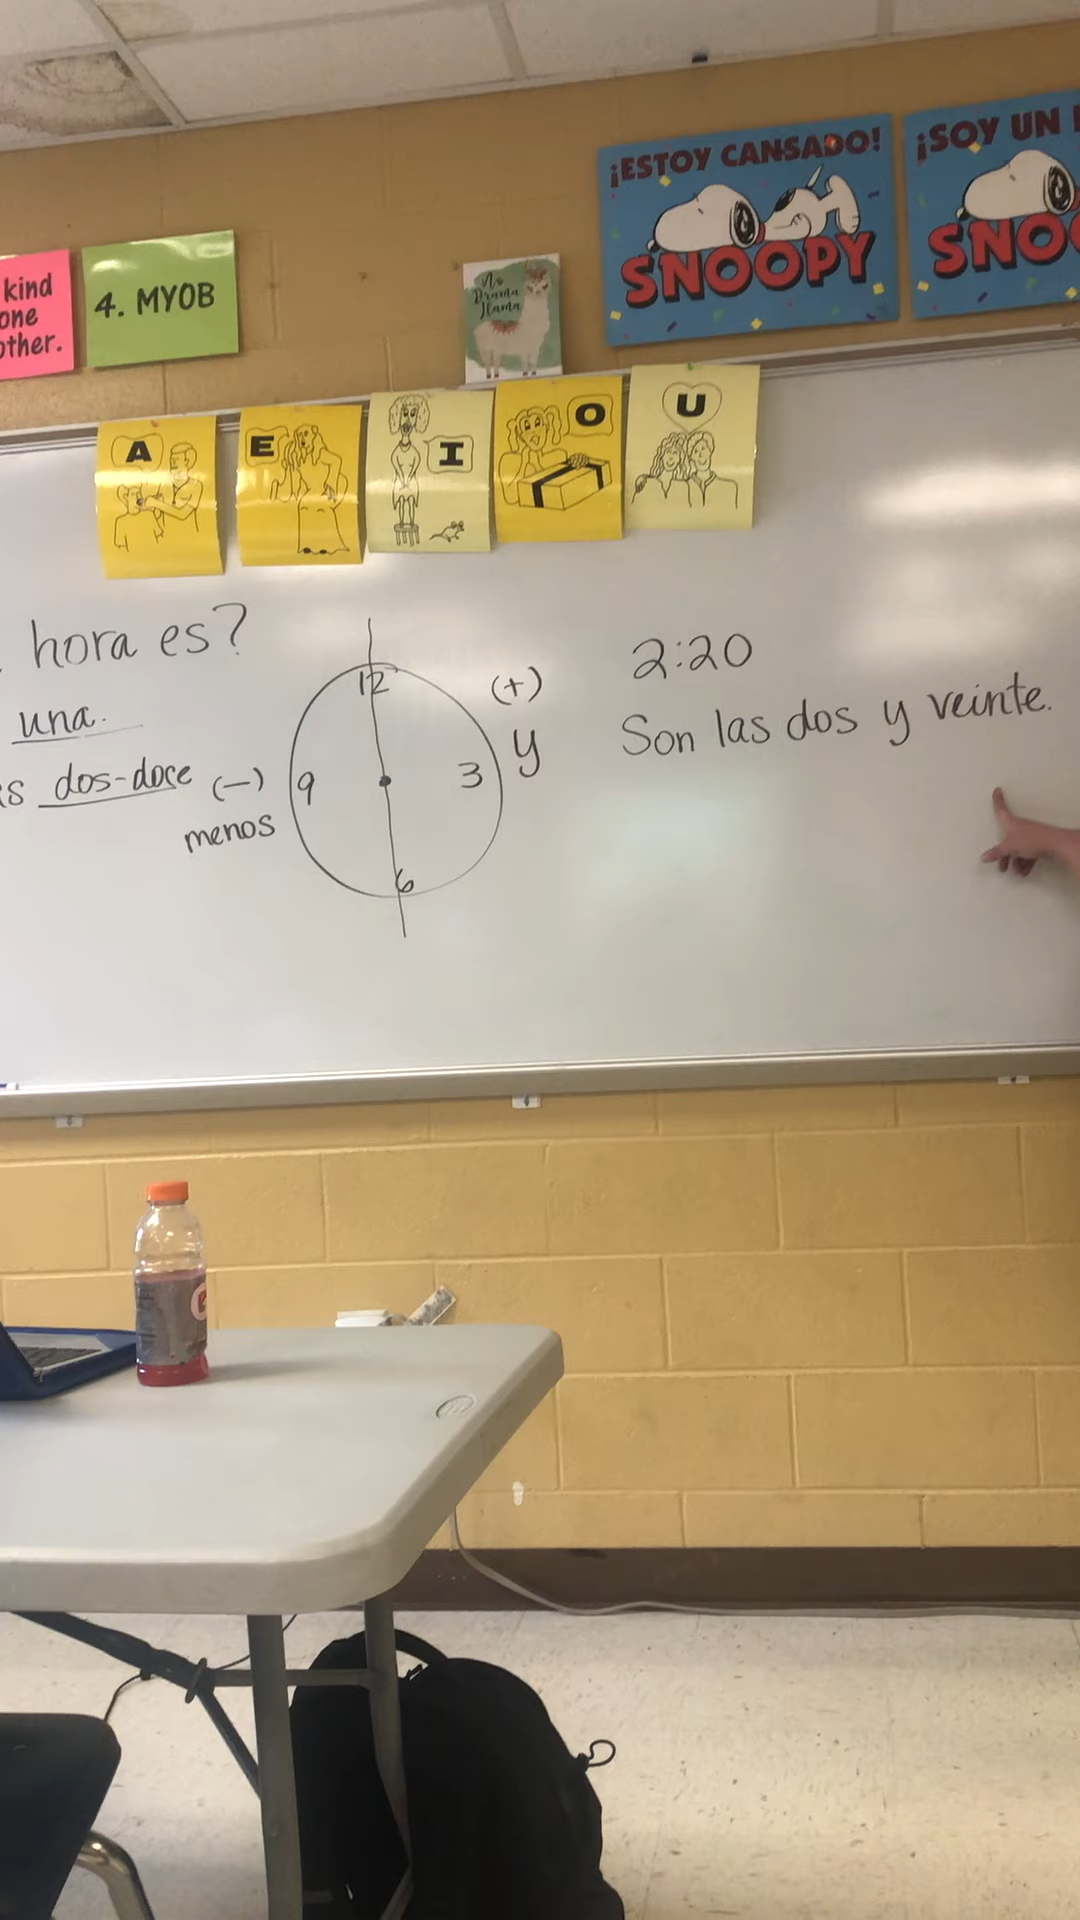 ¡ESTOY CANSADO!
SNOOPY
¡SOY UN
SNO
kind
one
other.
4. MYOB
No
Drama
Llama
A
E
I
O
U
hora es?
una.
dos-doce
(-)
menos
12
9
3
6
(+)
y
2:20
Son las dos y veinte.